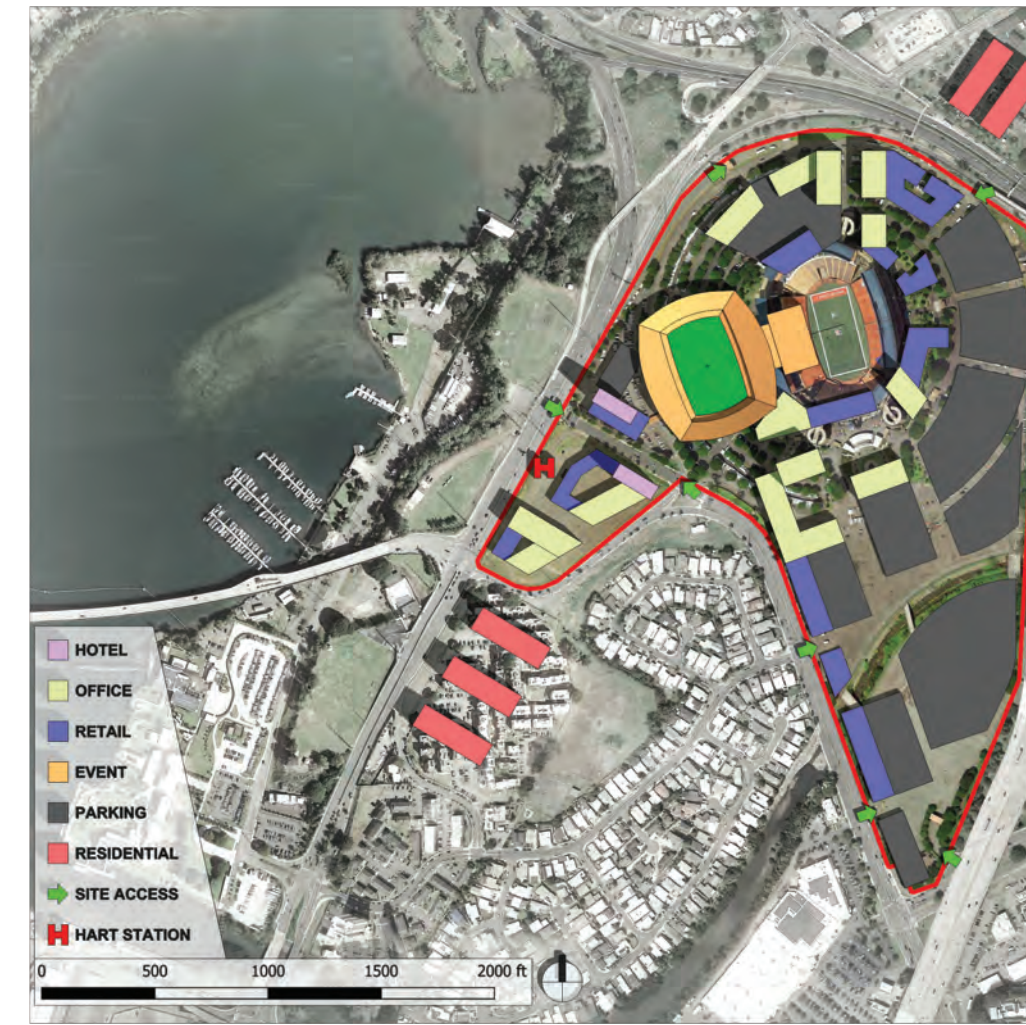 HOTEL
OFFICE
RETAIL
EVENT
PARKING
RESIDENTIAL
SITE ACCESS
HART STATION
0 500 1000 1500 2000 ft